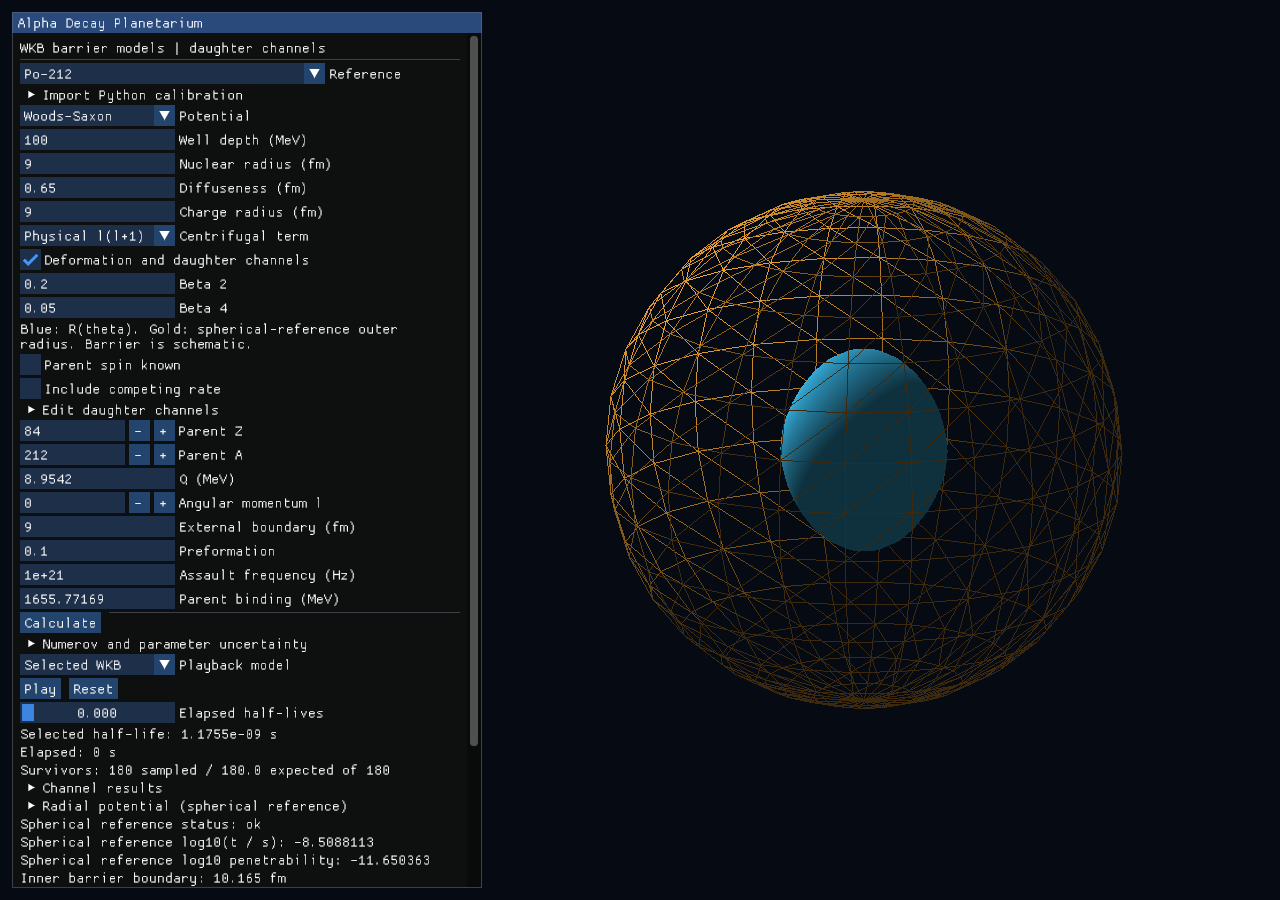 Alpha Decay Planetarium
WKB barrier models | daughter channels
Po-212 Reference
Import Python calibration
Woods-Saxon Potential
100 Well depth (MeV)
9 Nuclear radius (fm)
0.65 Diffuseness (fm)
9 Charge radius (fm)
Physical l(l+1) Centrifugal term
Deformation and daughter channels
0.2 Beta 2
0.05 Beta 4
Blue: R(theta). Gold: spherical-reference outer
radius. Barrier is schematic.
Parent spin known
Include competing rate
Edit daughter channels
84 - + Parent Z
212 - + Parent A
8.9542 Q (MeV)
0 - + Angular momentum l
9 External boundary (fm)
0.1 Preformation
1e+21 Assault frequency (Hz)
1655.77169 Parent binding (MeV)
Calculate
Numerov and parameter uncertainty
Selected WKB Playback model
Play Reset
0.000 Elapsed half-lives
Selected half-life: 1.1755e-09 s
Elapsed: 0 s
Survivors: 180 sampled / 180.0 expected of 180
Channel results
Radial potential (spherical reference)
Spherical reference status: ok
Spherical reference log10(t / s): -8.5088113
Spherical reference log10 penetrability: -11.650363
Inner barrier boundary: 10.165 fm